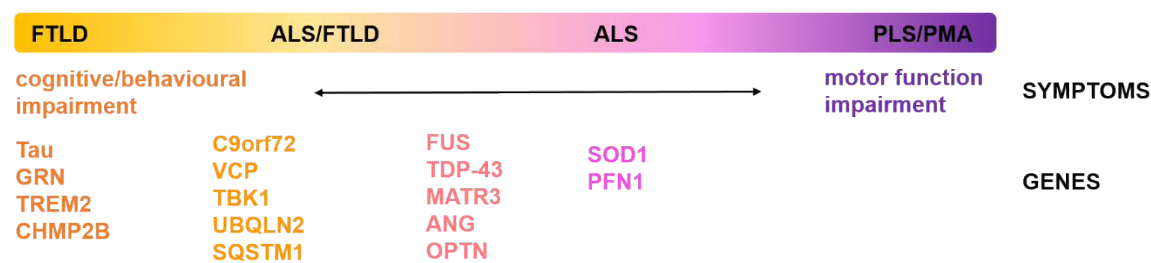 FTLD ALS/FTLD ALS PLS/PMA
cognitive/behavioural
impairment
motor function
impairment
SYMPTOMS
Tau
GRN
TREM2
CHMP2B
C9orf72
VCP
TBK1
UBQLN2
SQSTM1
FUS
TDP-43
MATR3
ANG
OPTN
SOD1
PFN1
GENES